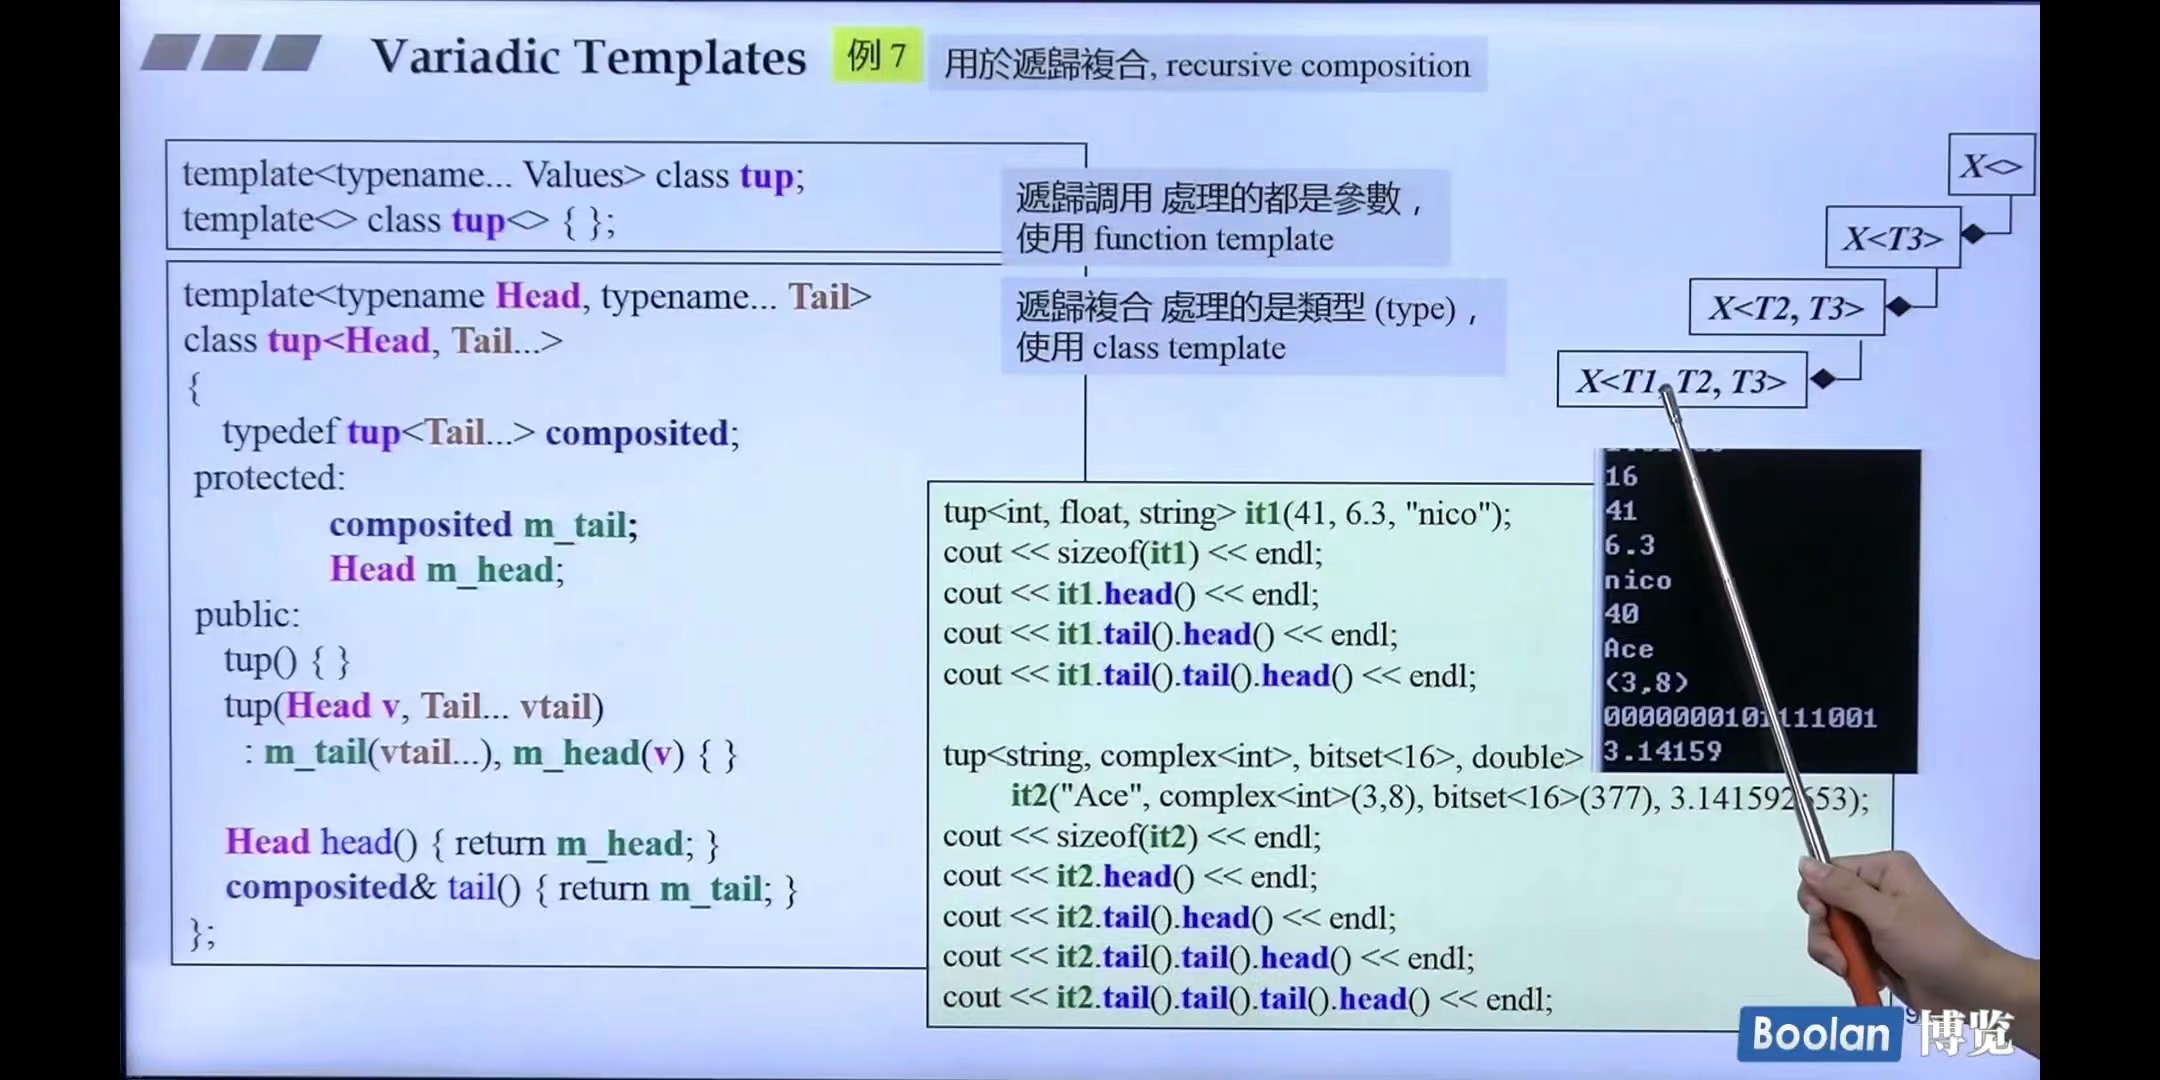 Variadic Templates 例 7 用於遞歸複合, recursive composition
template<typename... Values> class tup;
template<> class tup<> { };
template<typename Head, typename... Tail>
class tup<Head, Tail...>
{
typedef tup<Tail...> composited;
protected:
composited m_tail;
Head m_head;
public:
tup() { }
tup(Head v, Tail... vtail)
: m_tail(vtail...), m_head(v) { }
Head head() { return m_head; }
composited& tail() { return m_tail; }
};
遞歸調用 處理的都是參數，
使用 function template
遞歸複合 處理的是類型 (type)，
使用 class template
X<>
X<T3>
X<T2, T3>
X<T1, T2, T3>
tup<int, float, string> it1(41, 6.3, "nico");
cout << sizeof(it1) << endl;
cout << it1.head() << endl;
cout << it1.tail().head() << endl;
cout << it1.tail().tail().head() << endl;
tup<string, complex<int>, bitset<16>, double>
it2("Ace", complex<int>(3,8), bitset<16>(377), 3.141592653);
cout << sizeof(it2) << endl;
cout << it2.head() << endl;
cout << it2.tail().head() << endl;
cout << it2.tail().tail().head() << endl;
cout << it2.tail().tail().tail().head() << endl;
16
41
6.3
nico
40
Ace
(3,8)
0000000101111001
3.14159
Boolan 博览